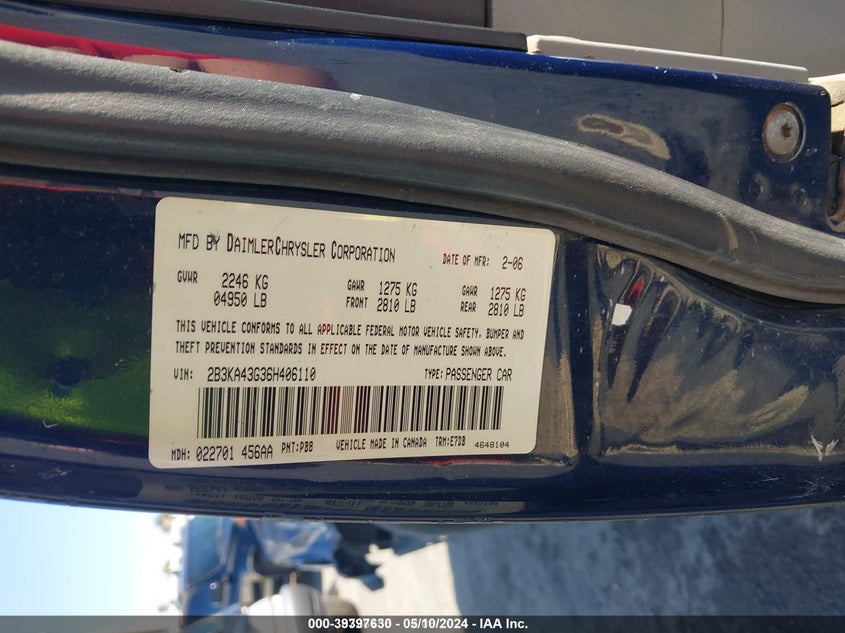 MFD BY DAIMLERCHRYSLER CORPORATION DATE OF MFR: 2-06
GVWR 2246 KG GAWR 1275 KG GAWR 1275 KG
04950 LB FRONT 2810 LB REAR 2810 LB
THIS VEHICLE CONFORMS TO ALL APPLICABLE FEDERAL MOTOR VEHICLE SAFETY, BUMPER AND
THEFT PREVENTION STANDARDS IN EFFECT ON THE DATE OF MANUFACTURE SHOWN ABOVE.
VIN: 2B3KA43G36H406110 TYPE: PASSENGER CAR
MDH: 022701 456AA PNT: PBB VEHICLE MADE IN CANADA TRM: E7DB 4648104
000-39397630 - 05/10/2024 - IAA Inc.